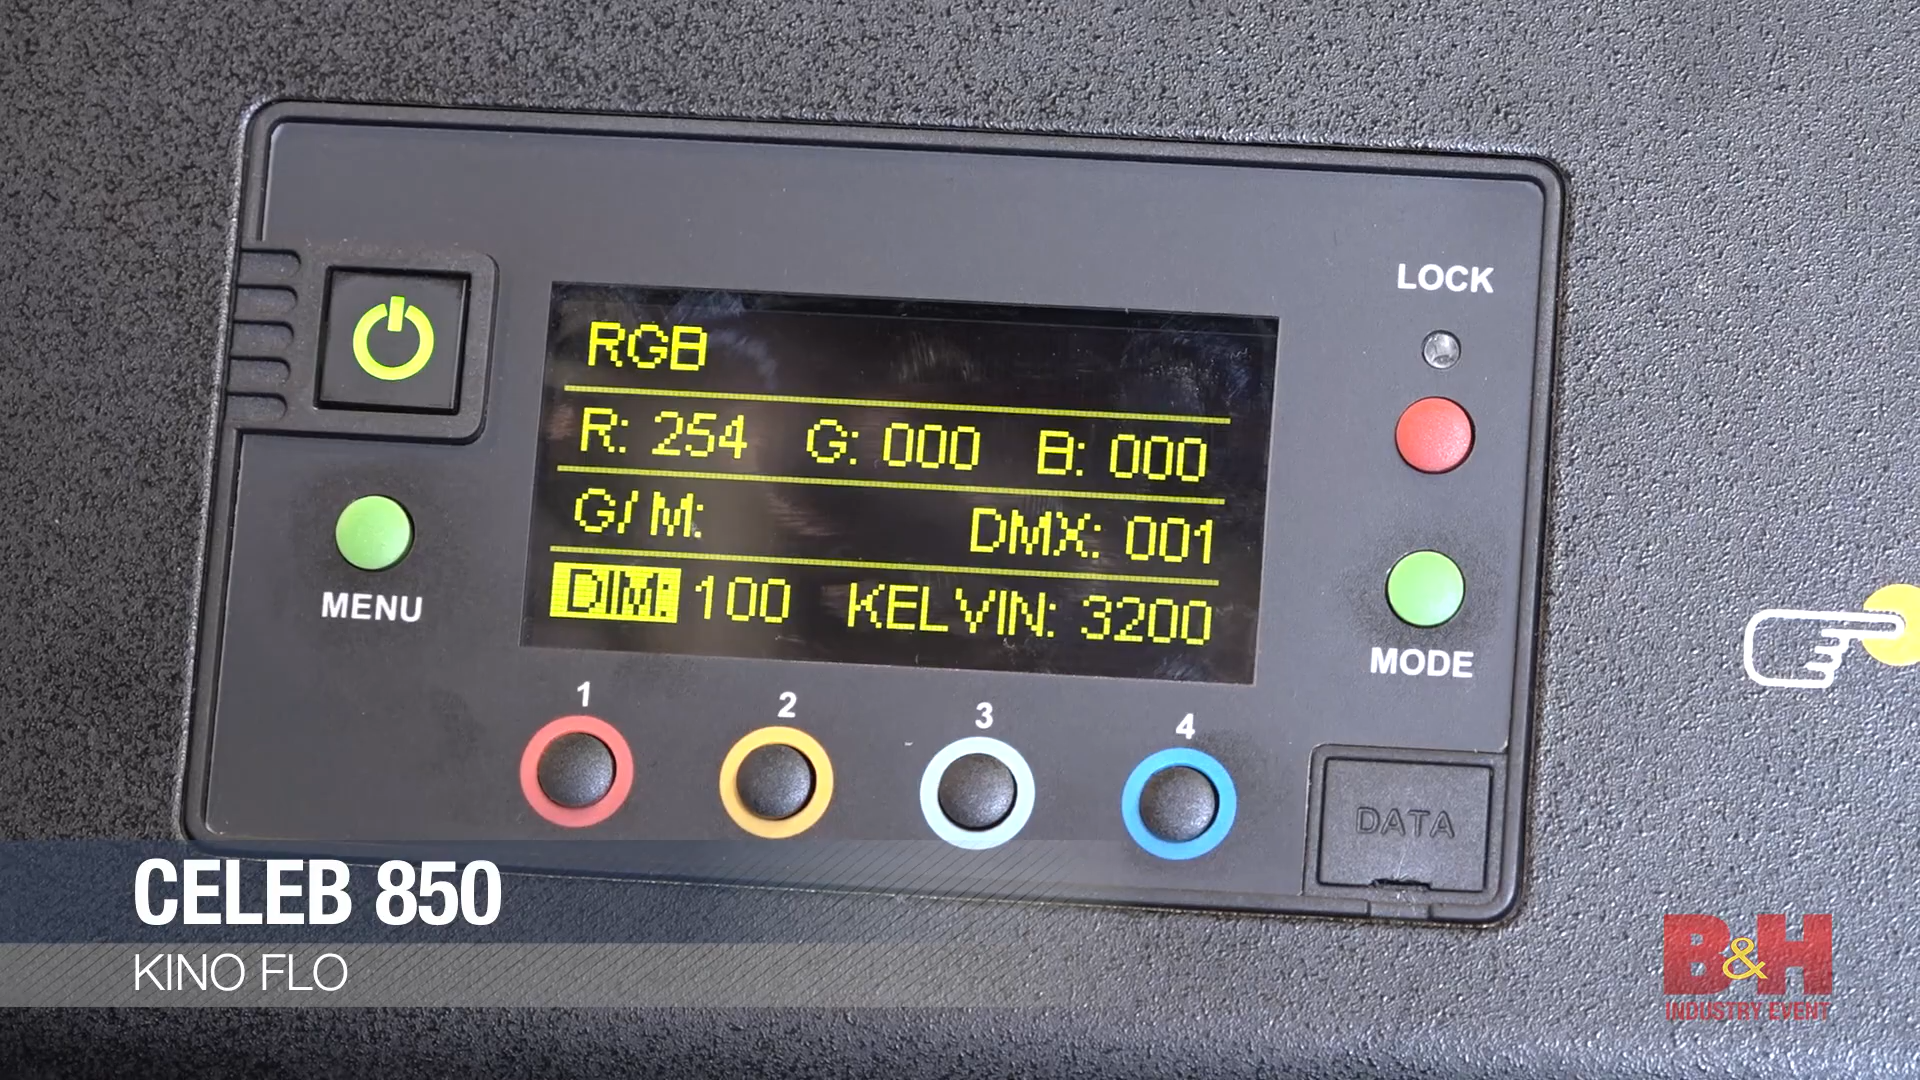 LOCK
RGB
R: 254 G: 000 B: 000
G/M: DMX: 001
DIM: 100 KELVIN: 3200
MENU
MODE
1 2 3 4
DATA
CELEB 850
KINO FLO
B&H
INDUSTRY EVENT